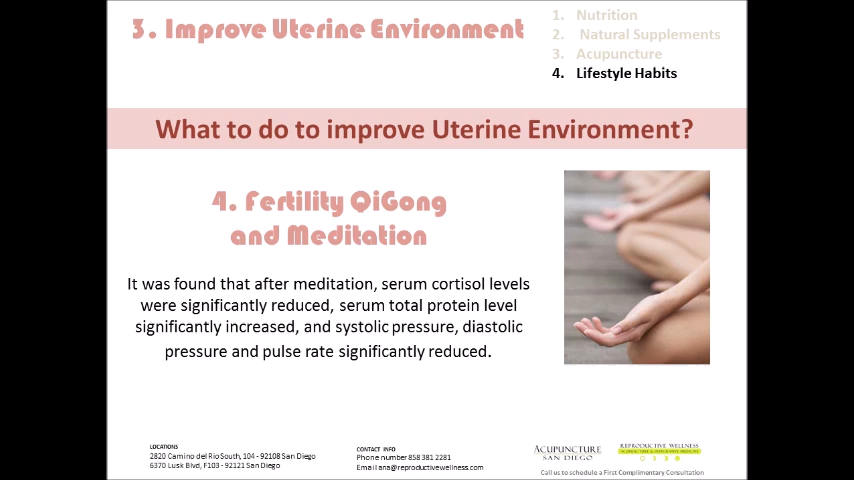 3. Improve Uterine Environment
1. Nutrition
2. Natural Supplements
3. Acupuncture
4. Lifestyle Habits
What to do to improve Uterine Environment?
4. Fertility QiGong
and Meditation
It was found that after meditation, serum cortisol levels
were significantly reduced, serum total protein level
significantly increased, and systolic pressure, diastolic
pressure and pulse rate significantly reduced.
LOCATIONS
2820 Camino del Rio South, 104 - 92108 San Diego
6370 Lusk Blvd, F103 - 92121 San Diego
CONTACT INFO
Phone number 858 381 2281
Email ana@reproductivewellness.com
ACUPUNCTURE
SAN DIEGO
REPRODUCTIVE WELLNESS
Call us to schedule a First Complimentary Consultation